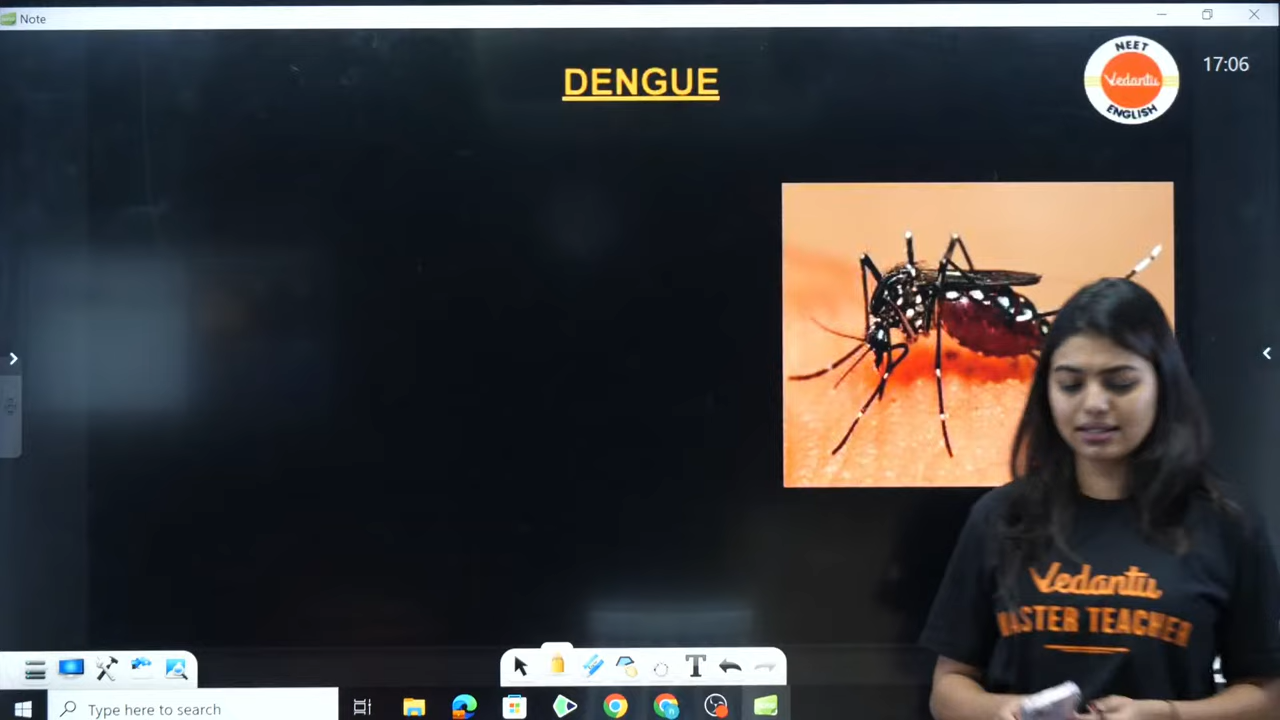 Note
DENGUE
NEET
Vedantu
ENGLISH
17:06
Vedantu
MASTER TEACHER
Type here to search
T